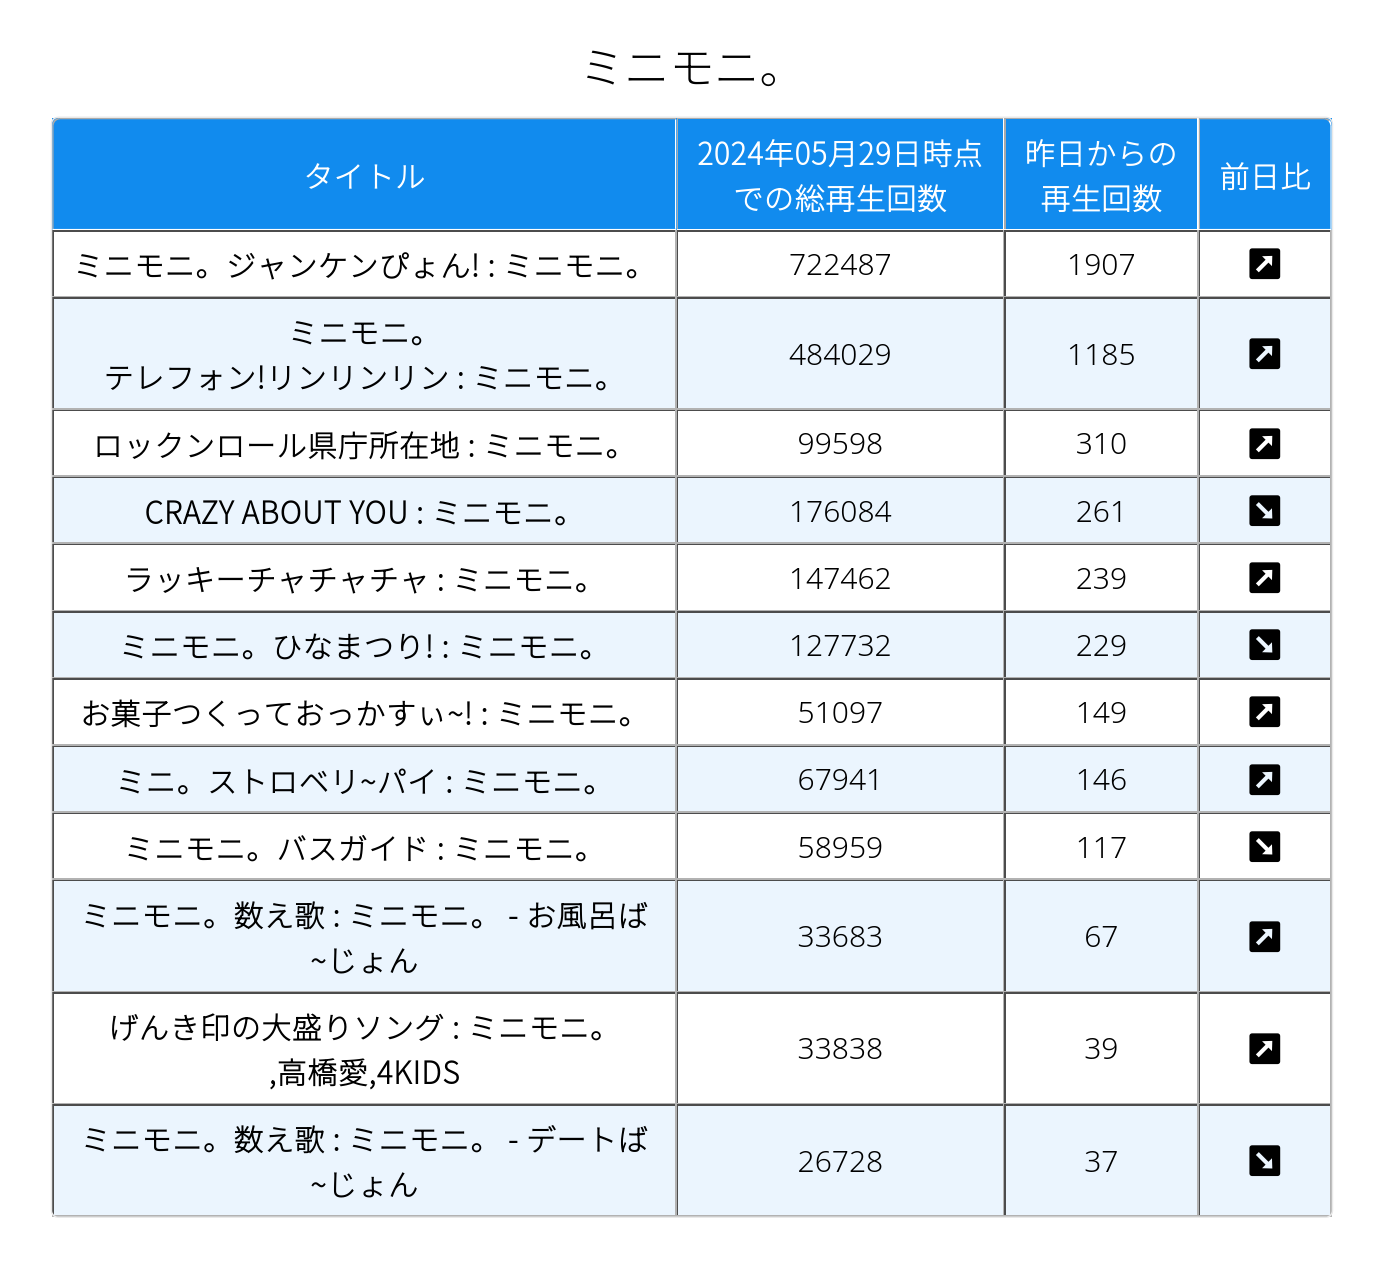 ミニモニ。
タイトル
2024年05月29日時点
での総再生回数
昨日からの
再生回数
前日比
ミニモニ。ジャンケンぴょん! : ミニモニ。
722487
1907
ミニモニ。
テレフォン!リンリンリン : ミニモニ。
484029
1185
ロックンロール県庁所在地 : ミニモニ。
99598
310
CRAZY ABOUT YOU : ミニモニ。
176084
261
ラッキーチャチャチャ : ミニモニ。
147462
239
ミニモニ。ひなまつり! : ミニモニ。
127732
229
お菓子つくっておっかすぃ~! : ミニモニ。
51097
149
ミニ。ストロベリ~パイ : ミニモニ。
67941
146
ミニモニ。バスガイド : ミニモニ。
58959
117
ミニモニ。数え歌 : ミニモニ。 - お風呂ば
~じょん
33683
67
げんき印の大盛りソング : ミニモニ。
,高橋愛,4KIDS
33838
39
ミニモニ。数え歌 : ミニモニ。 - デートば
~じょん
26728
37